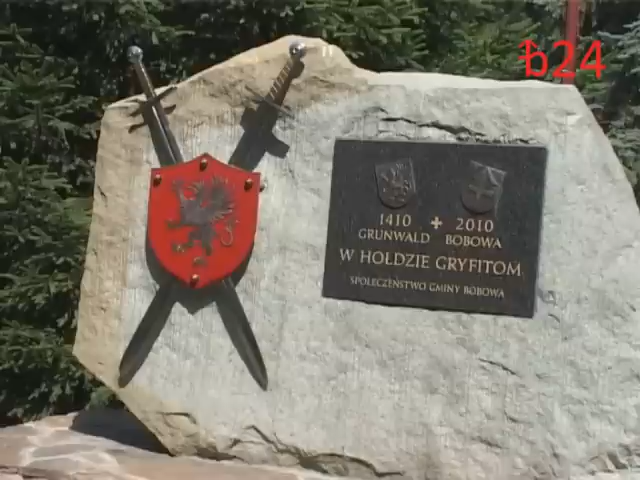 ƀ24
1410 + 2010
GRUNWALD BOBOWA
W HOŁDZIE GRYFITOM
SPOŁECZEŃSTWO GMINY BOBOWA